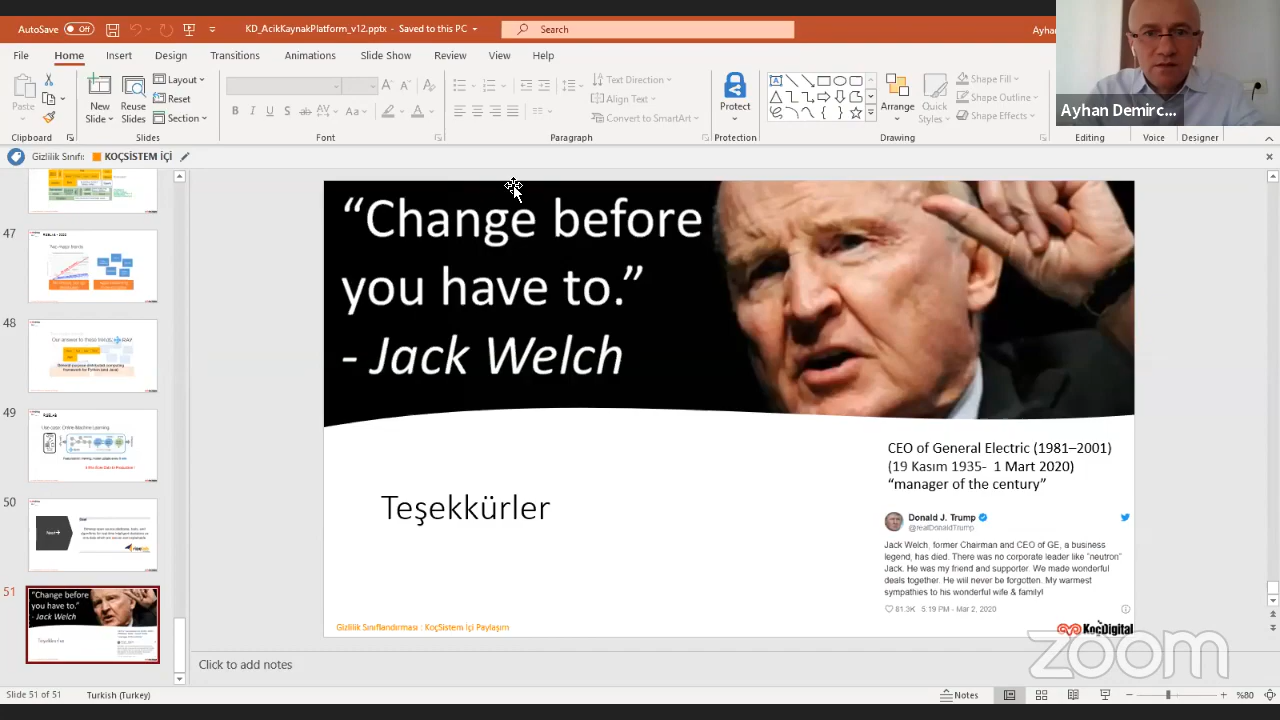 AutoSave Off
KD_AcikKaynakPlatform_v12.pptx - Saved to this PC
Search
Ayhan Demirc...
File Home Insert Design Transitions Animations Slide Show Review View Help
Paste
New Slide
Reuse Slides
Layout
Reset
Section
Text Direction
Align Text
Convert to SmartArt
Protect
Arrange
Quick Styles
Shape Fill
Shape Outline
Shape Effects
Clipboard Slides Font Paragraph Protection Drawing Editing Voice Designer
Gizlilik Sınıfı: KOÇSİSTEM İÇİ
47
48
49
50
51
“Change before
you have to.”
- Jack Welch
CEO of General Electric (1981–2001)
(19 Kasım 1935- 1 Mart 2020)
“manager of the century”
Teşekkürler
Donald J. Trump
@realDonaldTrump
Jack Welch, former Chairman and CEO of GE, a business
legend, has died. There was no corporate leader like “neutron”
Jack. He was my friend and supporter. We made wonderful
deals together. He will never be forgotten. My warmest
sympathies to his wonderful wife & family!
61.3K 5:19 PM - Mar 2, 2020
Gizlilik Sınıflandırması : KoçSistem İçi Paylaşım
KoçDigital
zoom
Click to add notes
Slide 51 of 51 Turkish (Turkey) Notes %80